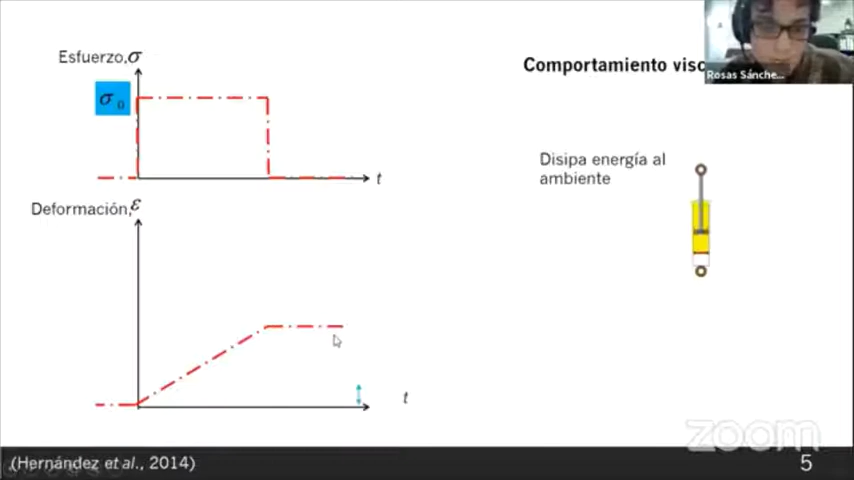 Esfuerzo,σ
σ₀
t
Deformación,ε
t
Comportamiento visc
Rosas Sánche...
Disipa energía al
ambiente
zoom
(Hernández et al., 2014)
5